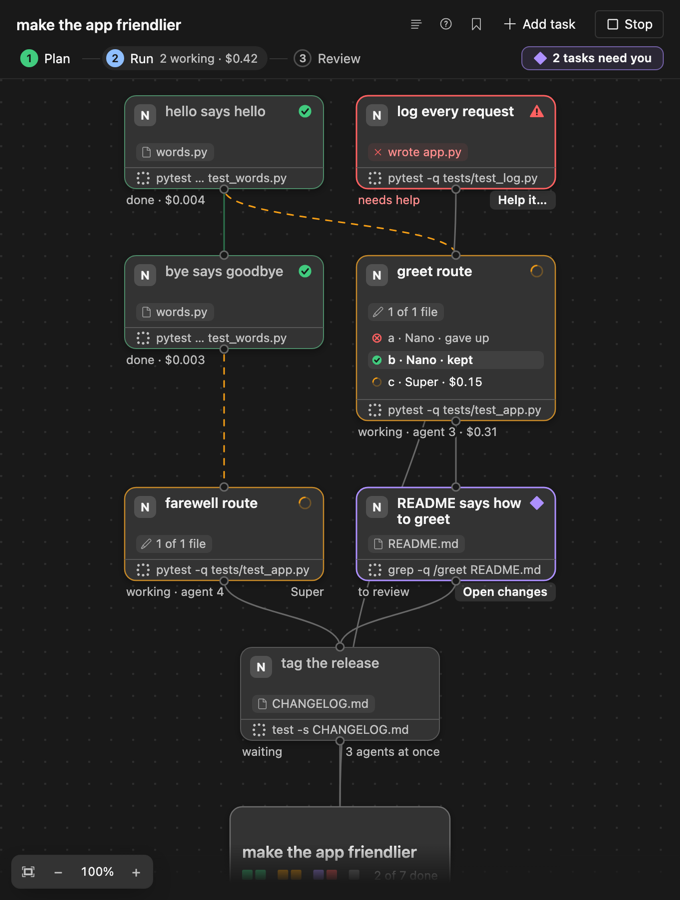 make the app friendlier
Add task
Stop
1 Plan
2 Run 2 working · $0.42
3 Review
2 tasks need you
N hello says hello
words.py
pytest ... test_words.py
done · $0.004
N log every request
× wrote app.py
pytest -q tests/test_log.py
needs help
Help it...
N bye says goodbye
words.py
pytest ... test_words.py
done · $0.003
N greet route
1 of 1 file
a · Nano · gave up
b · Nano · kept
c · Super · $0.15
pytest -q tests/test_app.py
working · agent 3 · $0.31
N farewell route
1 of 1 file
pytest -q tests/test_app.py
working · agent 4
Super
N README says how
to greet
README.md
grep -q /greet README.md
to review
Open changes
N tag the release
CHANGELOG.md
test -s CHANGELOG.md
waiting
3 agents at once
make the app friendlier
2 of 7 done
− 100% +